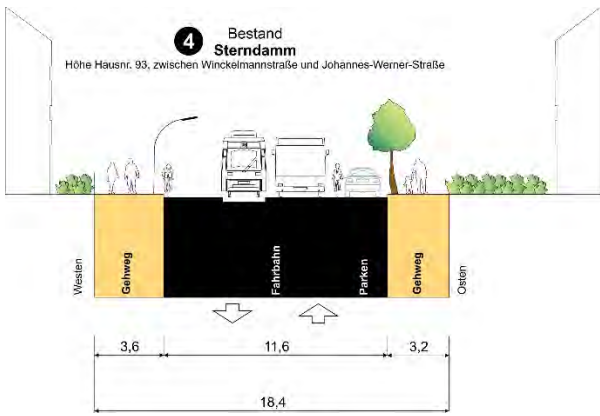 4
Bestand
Sterndamm
Höhe Hausnr. 93, zwischen Winckelmannstraße und Johannes-Werner-Straße
Westen
Gehweg
Fahrbahn
Parken
Gehweg
Osten
3,6
11,6
3,2
18,4